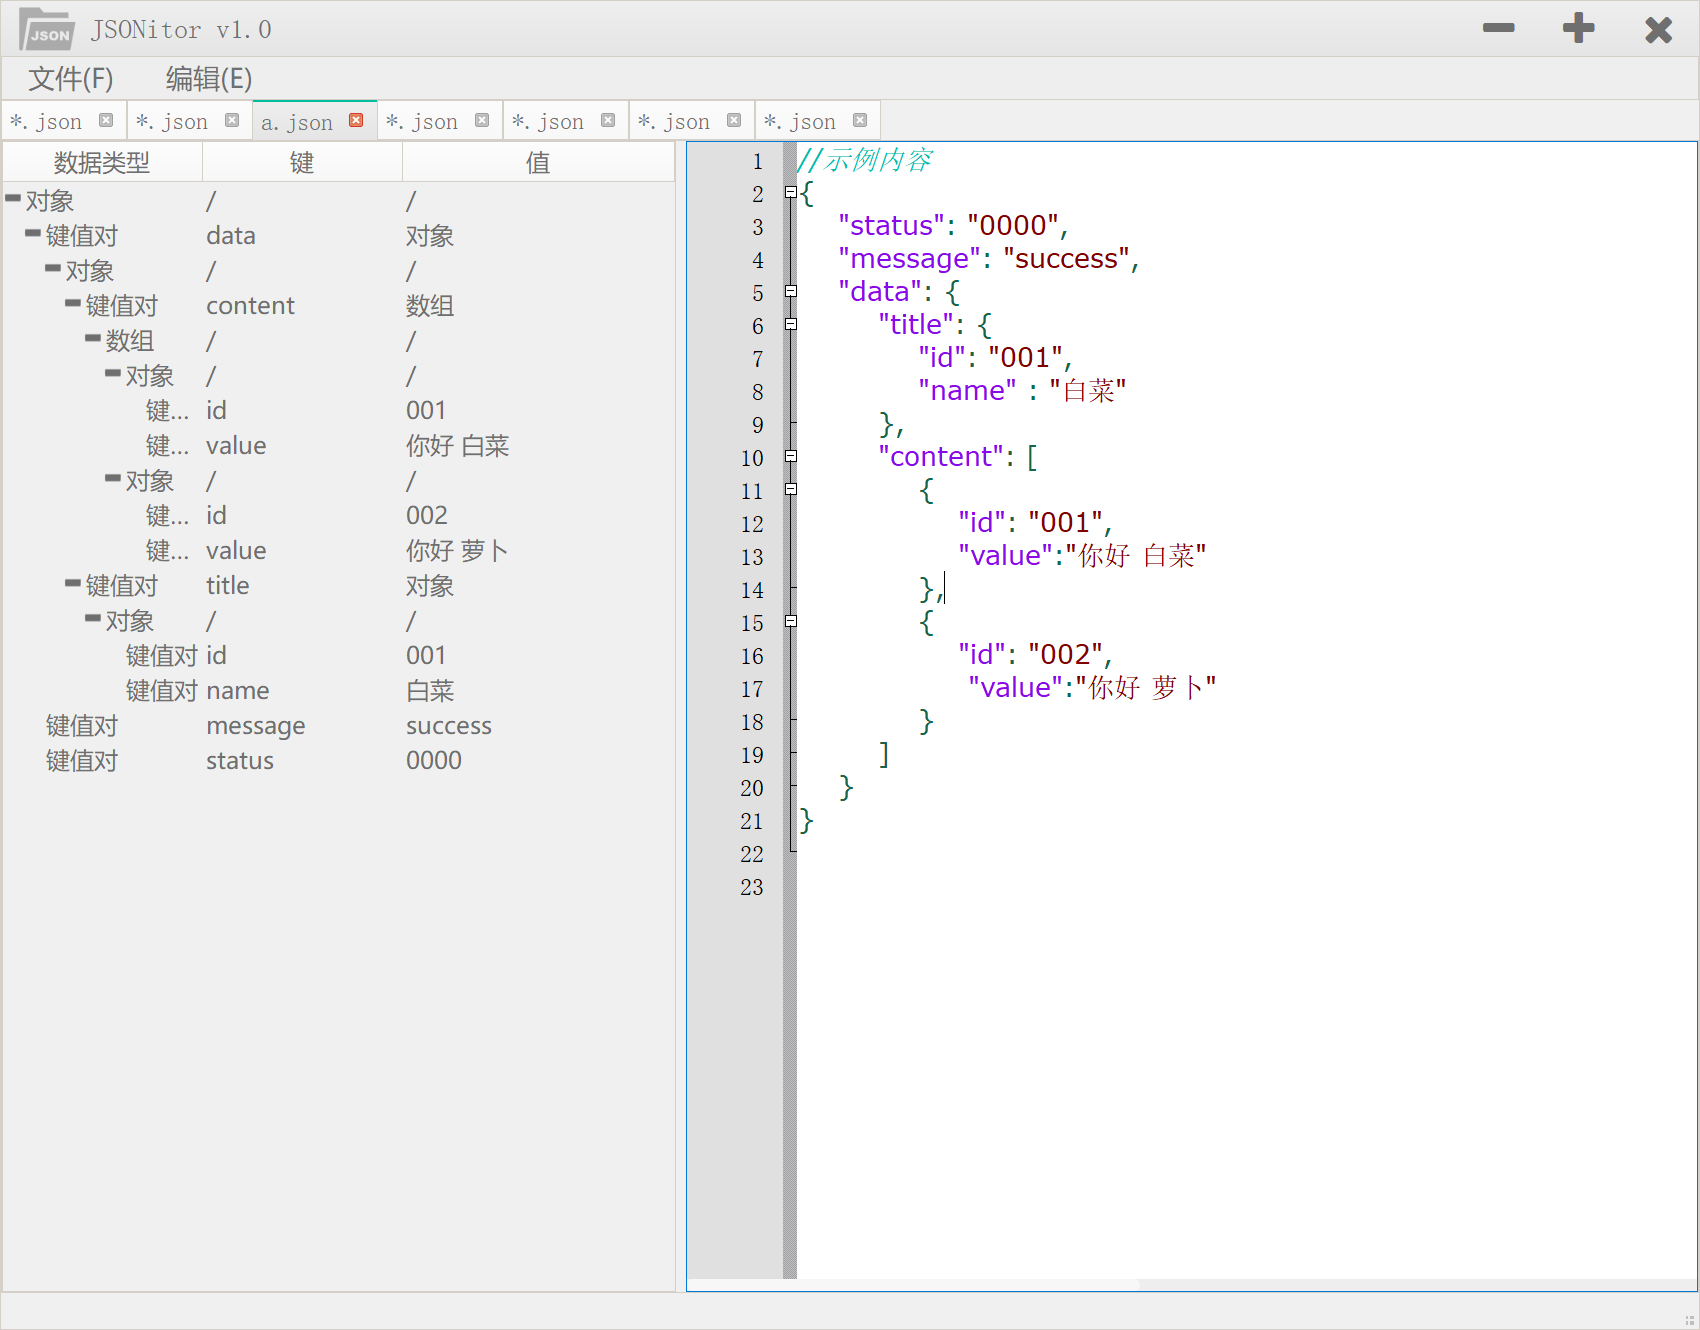 JSON JSONitor v1.0
文件(F) 编辑(E)
*.json *.json a.json *.json *.json *.json *.json
数据类型 键 值
对象 / /
键值对 data 对象
对象 / /
键值对 content 数组
数组 / /
对象 / /
键... id 001
键... value 你好 白菜
对象 / /
键... id 002
键... value 你好 萝卜
键值对 title 对象
对象 / /
键值对 id 001
键值对 name 白菜
键值对 message success
键值对 status 0000
1 //示例内容
2 {
3 "status": "0000",
4 "message": "success",
5 "data": {
6 "title": {
7 "id": "001",
8 "name" : "白菜"
9 },
10 "content": [
11 {
12 "id": "001",
13 "value":"你好 白菜"
14 },
15 {
16 "id": "002",
17 "value":"你好 萝卜"
18 }
19 ]
20 }
21 }
22
23